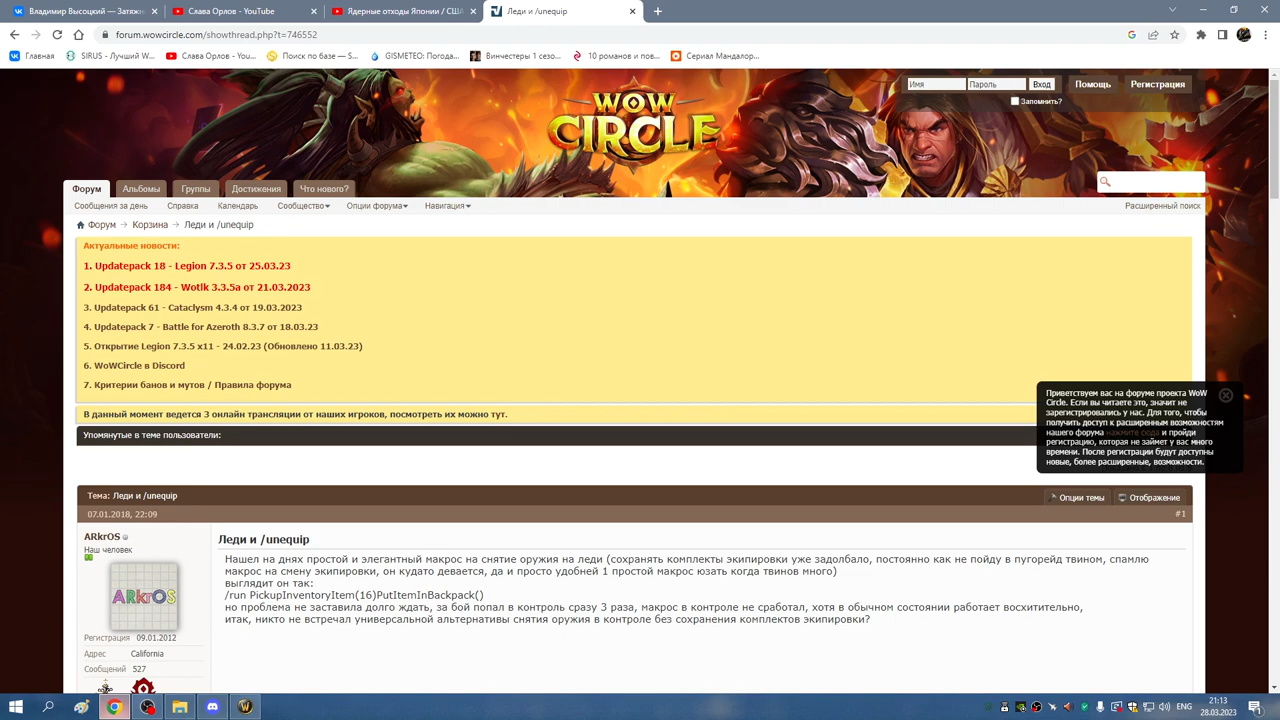 Владимир Высоцкий — Затяжн
Слава Орлов - YouTube
Ядерные отходы Японии / США
Леди и /unequip
forum.wowcircle.com/showthread.php?t=746552
Главная
SIRUS - Лучший W...
Слава Орлов - You...
Поиск по базе — S...
GISMETEO: Погода...
Винчестеры 1 сезо...
10 романов и пов...
Сериал Мандалор...
WOW CIRCLE
Имя Пароль Вход Помощь Регистрация
Запомнить?
Форум Альбомы Группы Достижения Что нового?
Сообщения за день Справка Календарь Сообщество Опции форума Навигация Расширенный поиск
Форум → Корзина → Леди и /unequip
Актуальные новости:
1. Updatepack 18 - Legion 7.3.5 от 25.03.23
2. Updatepack 184 - Wotlk 3.3.5a от 21.03.2023
3. Updatepack 61 - Cataclysm 4.3.4 от 19.03.2023
4. Updatepack 7 - Battle for Azeroth 8.3.7 от 18.03.23
5. Открытие Legion 7.3.5 x11 - 24.02.23 (Обновлено 11.03.23)
6. WoWCircle в Discord
7. Критерии банов и мутов / Правила форума
В данный момент ведется 3 онлайн трансляции от наших игроков, посмотреть их можно тут.
Упомянутые в теме пользователи:
Приветствуем вас на форуме проекта WoW
Circle. Если вы читаете это, значит не
зарегистрировались у нас. Для того, чтобы
получить доступ к расширенным возможностям
нашего форума нажмите сюда и пройди
регистрацию, которая не займет у вас много
времени. После регистрации будут доступны
новые, более расширенные, возможности.
Тема: Леди и /unequip
Опции темы Отображение
07.01.2018, 22:09 #1
ARkrOS
Наш человек
ARkrOS
Регистрация 09.01.2012
Адрес California
Сообщений 527
Леди и /unequip
Нашел на днях простой и элегантный макрос на снятие оружия на леди (сохранять комплекты экипировки уже задолбало, постоянно как не пойду в пугорейд твином, спамлю
макрос на смену экипировки, он кудато девается, да и просто удобней 1 простой макрос юзать когда твинов много)
выглядит он так:
/run PickupInventoryItem(16)PutItemInBackpack()
но проблема не заставила долго ждать, за бой попал в контроль сразу 3 раза, макрос в контроле не сработал, хотя в обычном состоянии работает восхитительно,
итак, никто не встречал универсальной альтернативы снятия оружия в контроле без сохранения комплектов экипировки?
ENG
21:13
28.03.2023